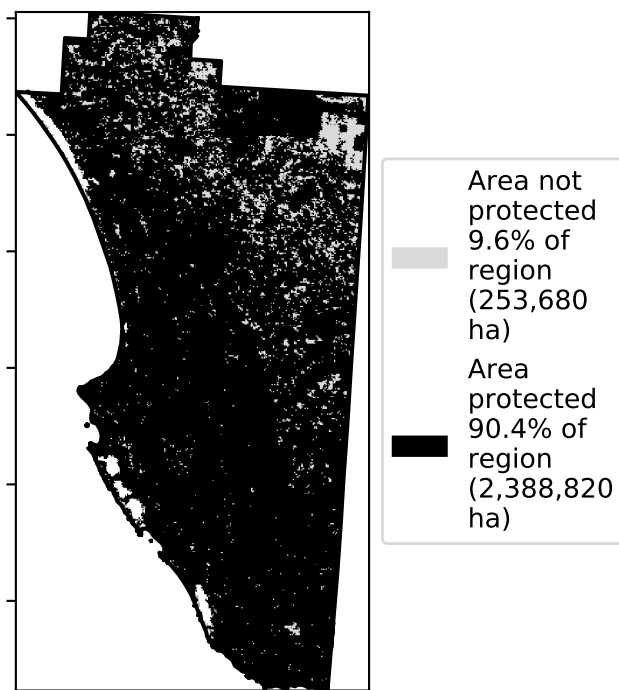 Area not
protected
9.6% of
region
(253,680
ha)
Area
protected
90.4% of
region
(2,388,820
ha)